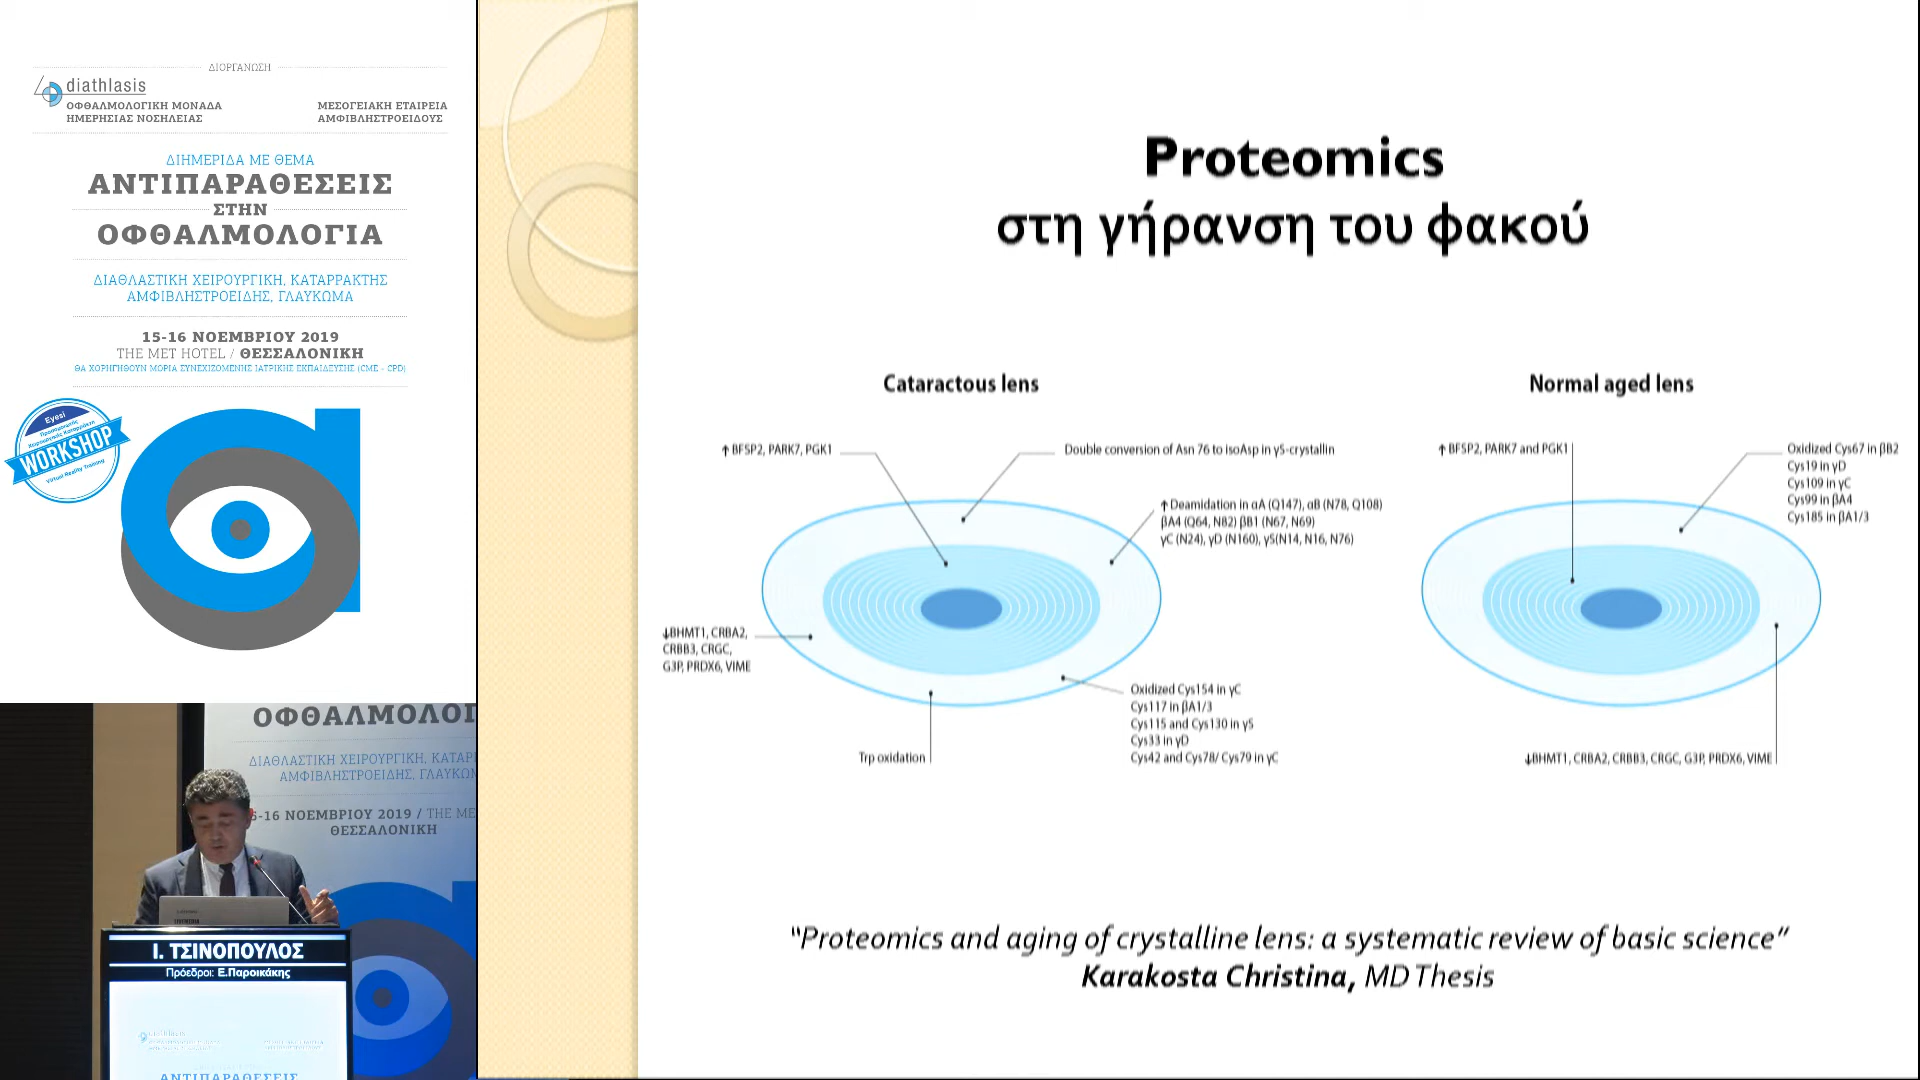 ΔΙΟΡΓΑΝΩΣΗ
diathlasis
ΟΦΘΑΛΜΟΛΟΓΙΚΗ ΜΟΝΑΔΑ
ΗΜΕΡΗΣΙΑΣ ΝΟΣΗΛΕΙΑΣ
ΜΕΣΟΓΕΙΑΚΗ ΕΤΑΙΡΕΙΑ
ΑΜΦΙΒΛΗΣΤΡΟΕΙΔΟΥΣ
ΔΙΗΜΕΡΙΔΑ ΜΕ ΘΕΜΑ
ΑΝΤΙΠΑΡΑΘΕΣΕΙΣ
ΣΤΗΝ
ΟΦΘΑΛΜΟΛΟΓΙΑ
ΔΙΑΘΛΑΣΤΙΚΗ ΧΕΙΡΟΥΡΓΙΚΗ, ΚΑΤΑΡΡΑΚΤΗΣ
ΑΜΦΙΒΛΗΣΤΡΟΕΙΔΗΣ, ΓΛΑΥΚΩΜΑ
15-16 ΝΟΕΜΒΡΙΟΥ 2019
THE MET HOTEL / ΘΕΣΣΑΛΟΝΙΚΗ
ΘΑ ΧΟΡΗΓΗΘΟΥΝ ΜΟΡΙΑ ΣΥΝΕΧΙΖΟΜΕΝΗΣ ΙΑΤΡΙΚΗΣ ΕΚΠΑΙΔΕΥΣΗΣ (CME - CPD)
Eyesi
WORKSHOP
Virtual Reality Training
ΟΦΘΑΛΜΟΛΟΓ
ΔΙΑΘΛΑΣΤΙΚΗ ΧΕΙΡΟΥΡΓΙΚΗ, ΚΑΤΑΡ
ΑΜΦΙΒΛΗΣΤΡΟΕΙΔΗΣ, ΓΛΑΥΚΩΜ
5-16 ΝΟΕΜΒΡΙΟΥ 2019 / THE ME
ΘΕΣΣΑΛΟΝΙΚΗ
Ι. ΤΣΙΝΟΠΟΥΛΟΣ
Πρόεδροι: Ε.Παροικάκης
ΑΝΤΙΠΑΡΑΘΕΣΕΙΣ
Proteomics
στη γήρανση του φακού
Cataractous lens
↑ BFSP2, PARK7, PGK1
Double conversion of Asn 76 to isoAsp in γS-crystallin
↑ Deamidation in αA (Q147), αB (N78, Q108)
βA4 (Q64, N82) βB1 (N67, N69)
γC (N24), γD (N160), γS(N14, N16, N76)
↓BHMT1, CRBA2,
CRBB3, CRGC,
G3P, PRDX6, VIME
Oxidized Cys154 in γC
Cys117 in βA1/3
Cys115 and Cys130 in γS
Cys33 in γD
Cys42 and Cys78/ Cys79 in γC
Trp oxidation
Normal aged lens
↑ BFSP2, PARK7 and PGK1
Oxidized Cys67 in βB2
Cys19 in γD
Cys109 in γC
Cys99 in βA4
Cys185 in βA1/3
↓BHMT1, CRBA2, CRBB3, CRGC, G3P, PRDX6, VIME
"Proteomics and aging of crystalline lens: a systematic review of basic science"
Karakosta Christina, MD Thesis